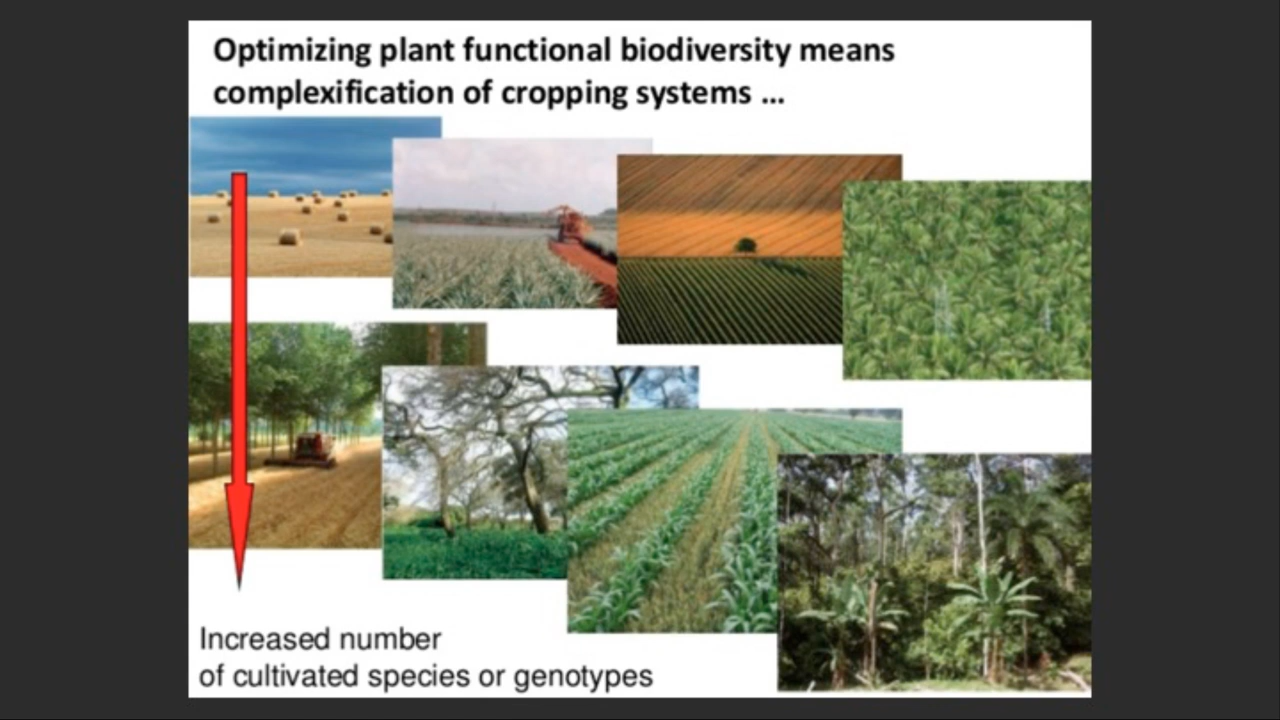 Optimizing plant functional biodiversity means
complexification of cropping systems ...
Increased number
of cultivated species or genotypes